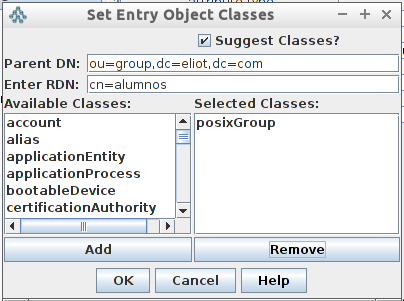 Set Entry Object Classes
Suggest Classes?
Parent DN: ou=group,dc=eliot,dc=com
Enter RDN: cn=alumnos
Available Classes: Selected Classes:
account posixGroup
alias
applicationEntity
applicationProcess
bootableDevice
certificationAuthority
Add Remove
OK Cancel Help